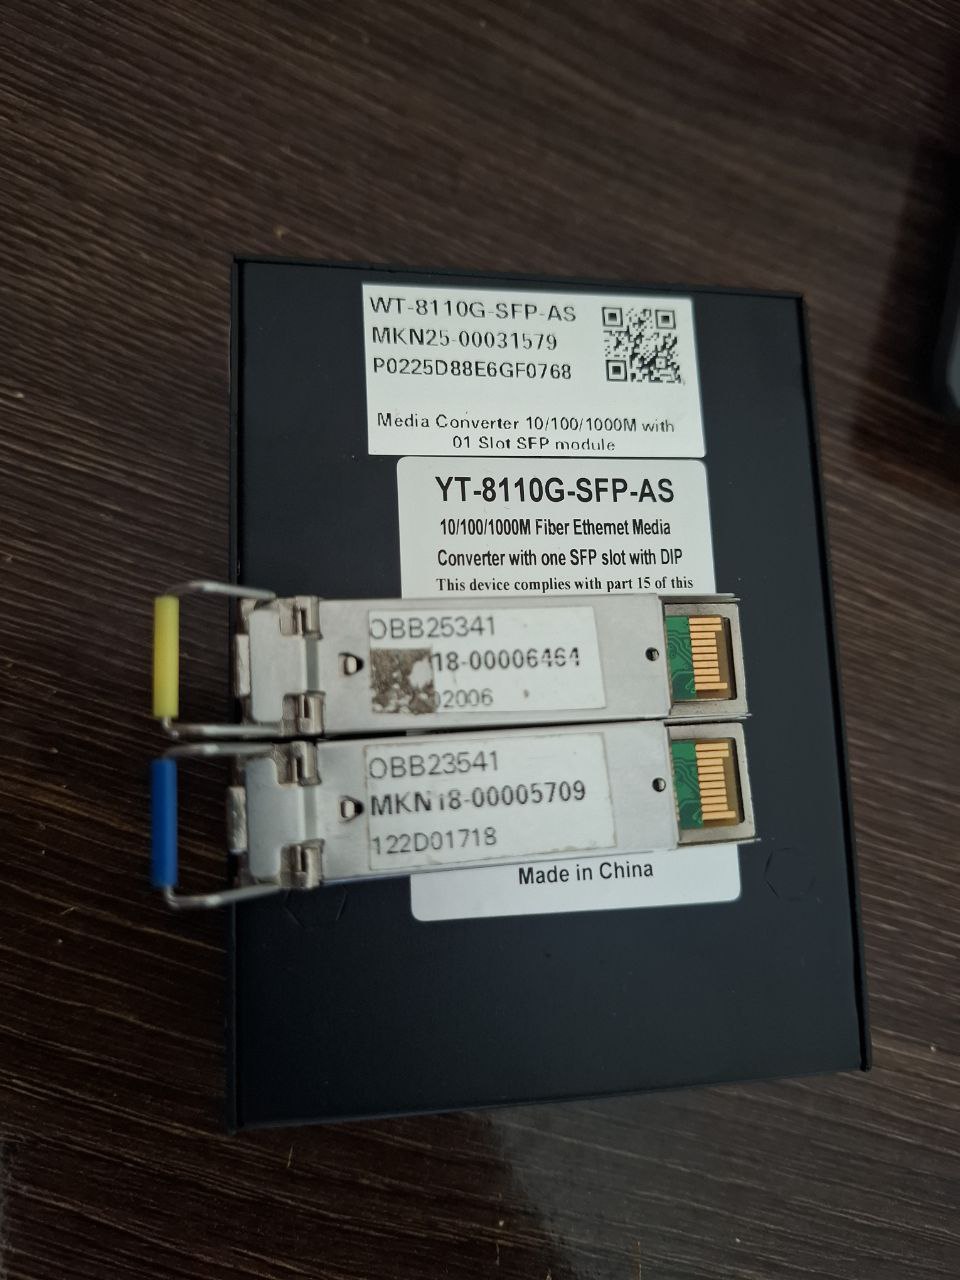 WT-8110G-SFP-AS
MKN25-00031579
P0225D88E6GF0768
Media Converter 10/100/1000M with
01 Slot SFP module
YT-8110G-SFP-AS
10/100/1000M Fiber Ethernet Media
Converter with one SFP slot with DIP
This device complies with part 15 of this
OBB25341
18-00006464
02006
OBB23541
MKN18-00005709
122D01718
Made in China